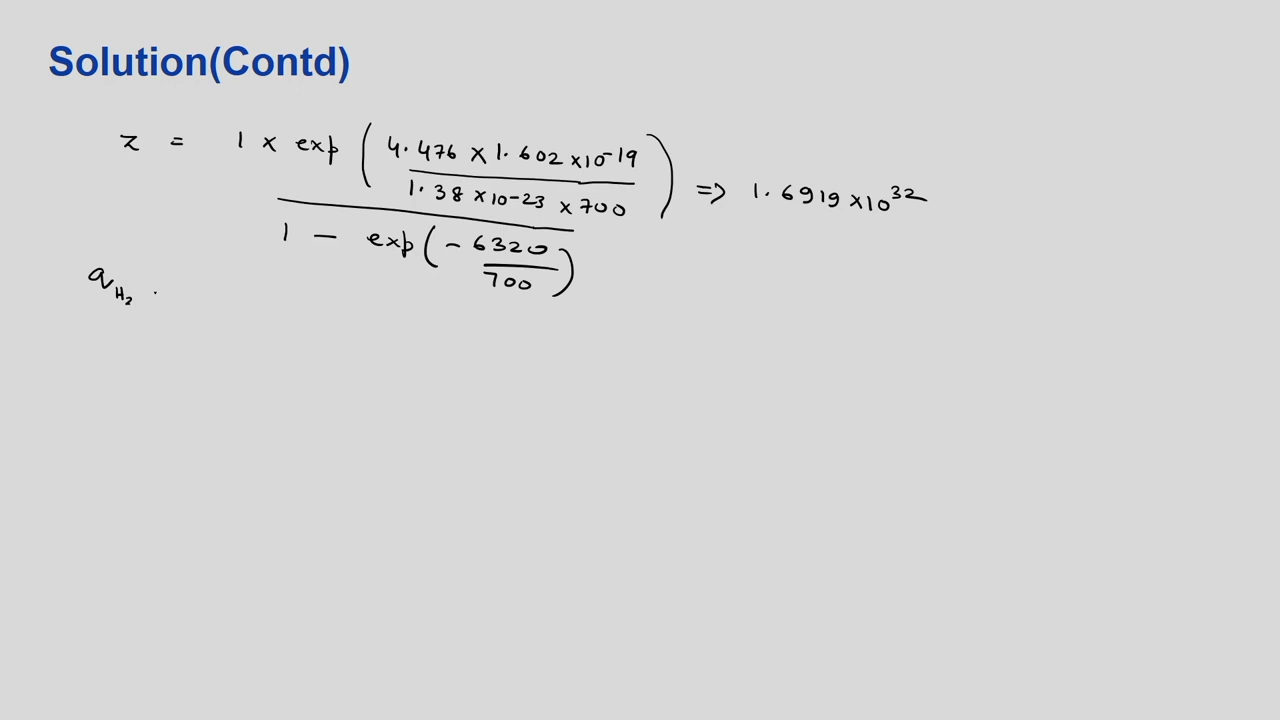 Solution(Contd)
z = 1 × exp ( 4.476 × 1.602 ×10-19
1.38 ×10-23 × 700 ) => 1.6919 ×10³²
1 − exp ( − 6320
700 )
qH₂ .